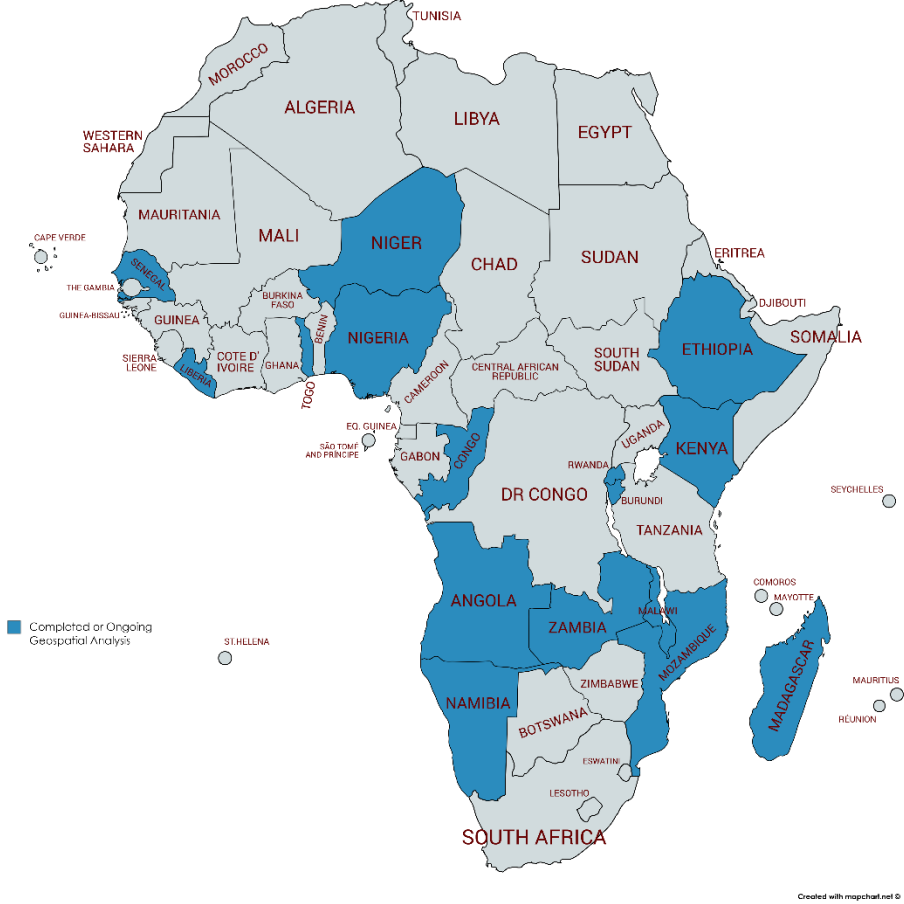 TUNISIA
MOROCCO
ALGERIA
LIBYA
EGYPT
WESTERN
SAHARA
MAURITANIA
MALI
NIGER
CHAD
SUDAN
ERITREA
CAPE VERDE
SENEGAL
THE GAMBIA
GUINEA-BISSAU
GUINEA
BURKINA
FASO
BENIN
NIGERIA
DJIBOUTI
SOMALIA
ETHIOPIA
SIERRA
LEONE
LIBERIA
COTE D'
IVOIRE
GHANA
TOGO
CAMEROON
CENTRAL AFRICAN
REPUBLIC
SOUTH
SUDAN
EQ. GUINEA
SÃO TOMÉ
AND PRÍNCIPE
GABON
CONGO
DR CONGO
UGANDA
KENYA
RWANDA
BURUNDI
TANZANIA
SEYCHELLES
COMOROS
MAYOTTE
ANGOLA
ZAMBIA
MALAWI
MOZAMBIQUE
MADAGASCAR
Completed or Ongoing
Geospatial Analysis
ST.HELENA
NAMIBIA
ZIMBABWE
BOTSWANA
MAURITIUS
RÉUNION
ESWATINI
LESOTHO
SOUTH AFRICA
Created with mapchart.net ©